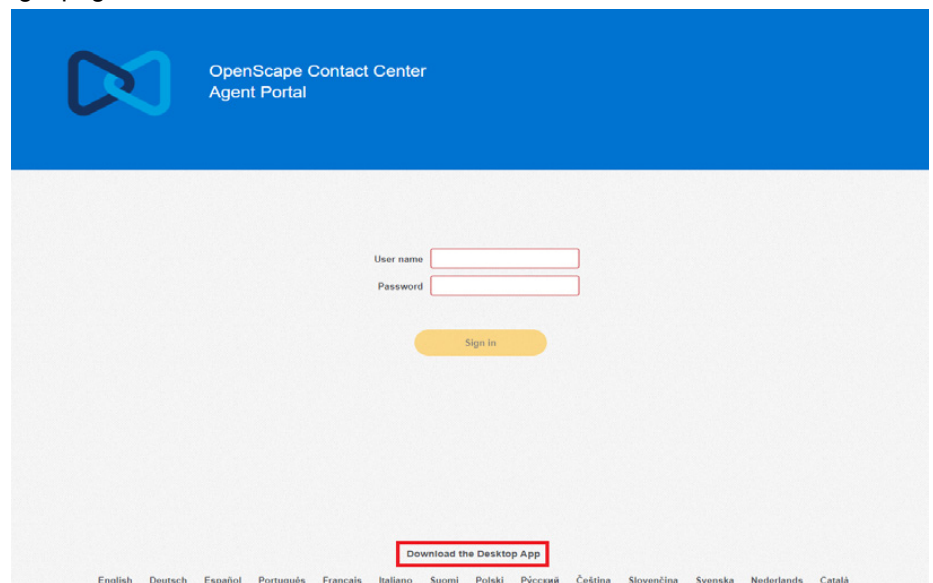 OpenScape Contact Center
Agent Portal
User name
Password
Sign in
Download the Desktop App
English Deutsch Español Português Français Italiano Suomi Polski Рỳсский Čeština Slovenčina Svenska Nederlands Català